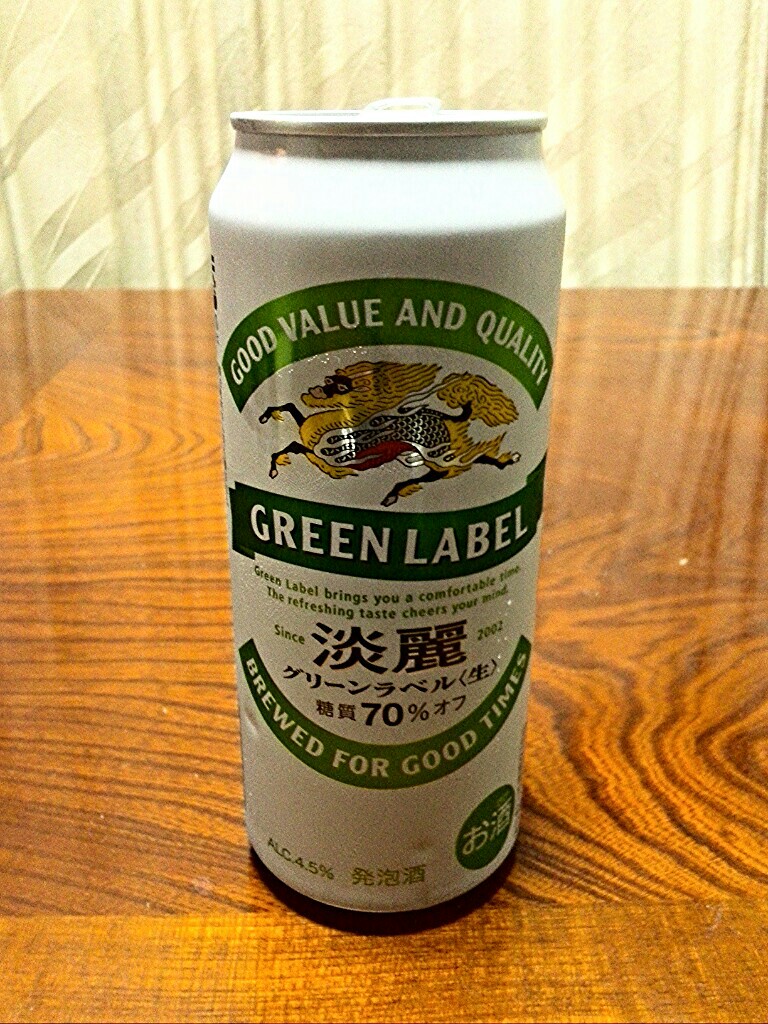 GOOD VALUE AND QUALITY
GREEN LABEL
Green Label brings you a comfortable time.
The refreshing taste cheers your mind.
Since 淡麗 2002
グリーンラベル〈生〉
糖質70%オフ
BREWED FOR GOOD TIMES
お酒
ALC.4.5% 発泡酒